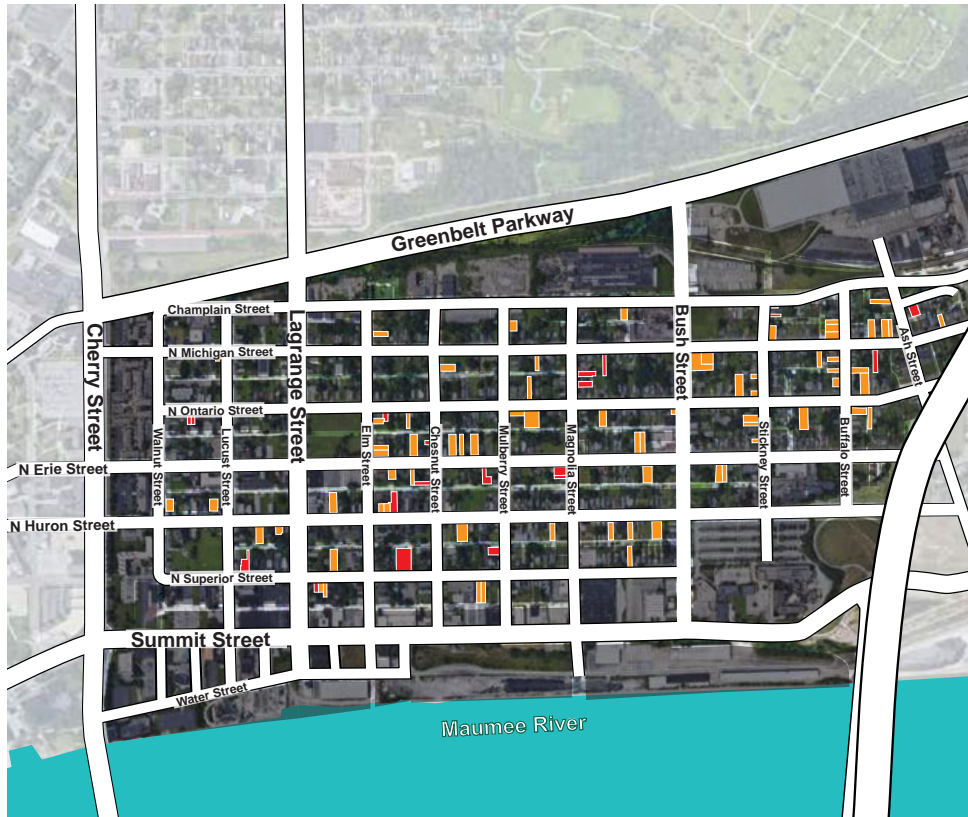 Greenbelt Parkway
Champlain Street
N Michigan Street
Cherry Street
Lagrange Street
Bush Street
Ash Street
N Ontario Street
Walnut Street
Lucust Street
Elm Street
Chesnut Street
Mulberry Street
Magnolia Street
Stickney Street
Buffalo Street
N Erie Street
N Huron Street
N Superior Street
Summit Street
Water Street
Maumee River